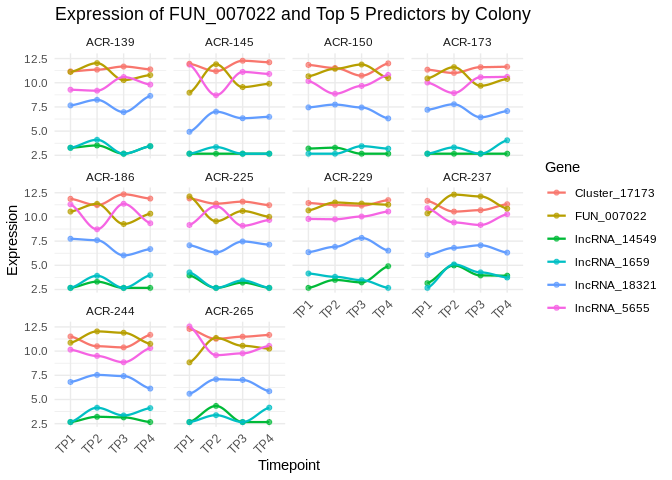 Expression of FUN_007022 and Top 5 Predictors by Colony
ACR-139 ACR-145 ACR-150 ACR-173
12.5
10.0
7.5
5.0
2.5
ACR-186 ACR-225 ACR-229 ACR-237
12.5
10.0
7.5
5.0
2.5
TP1 TP2 TP3 TP4 TP1 TP2 TP3 TP4
ACR-244 ACR-265
12.5
10.0
7.5
5.0
2.5
TP1 TP2 TP3 TP4 TP1 TP2 TP3 TP4
Timepoint
Expression
Gene
Cluster_17173
FUN_007022
lncRNA_14549
lncRNA_1659
lncRNA_18321
lncRNA_5655